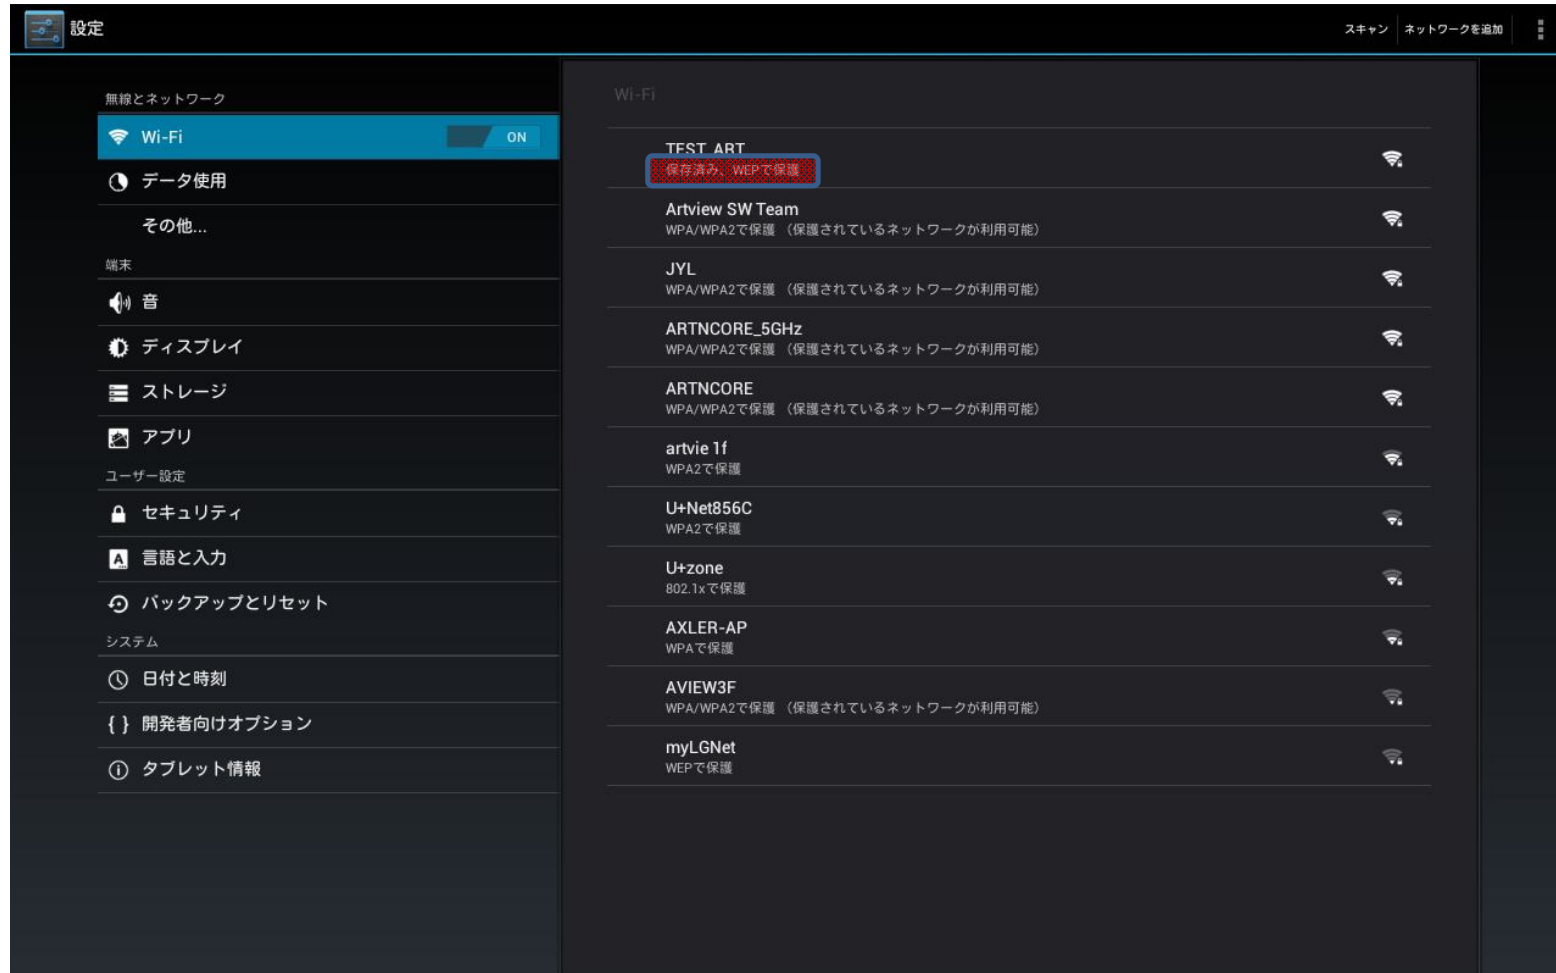 設定
スキャン ネットワークを追加
無線とネットワーク
Wi-Fi ON
データ使用
その他...
端末
音
ディスプレイ
ストレージ
アプリ
ユーザー設定
セキュリティ
言語と入力
バックアップとリセット
システム
日付と時刻
開発者向けオプション
タブレット情報
Wi-Fi
TEST_ART
保存済み、WEPで保護
Artview SW Team
WPA/WPA2で保護 （保護されているネットワークが利用可能）
JYL
WPA/WPA2で保護 （保護されているネットワークが利用可能）
ARTNCORE_5GHz
WPA/WPA2で保護 （保護されているネットワークが利用可能）
ARTNCORE
WPA/WPA2で保護 （保護されているネットワークが利用可能）
artvie 1f
WPA2で保護
U+Net856C
WPA2で保護
U+zone
802.1xで保護
AXLER-AP
WPAで保護
AVIEW3F
WPA/WPA2で保護 （保護されているネットワークが利用可能）
myLGNet
WEPで保護